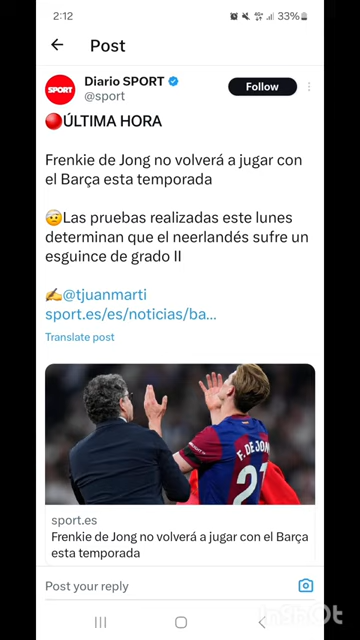 2:12
33%
Post
SPORT
Diario SPORT
@sport
Follow
ÚLTIMA HORA
Frenkie de Jong no volverá a jugar con
el Barça esta temporada
Las pruebas realizadas este lunes
determinan que el neerlandés sufre un
esguince de grado II
@tjuanmarti
sport.es/es/noticias/ba...
Translate post
F. DE JON
21
sport.es
Frenkie de Jong no volverá a jugar con el Barça
esta temporada
Post your reply
InShOt